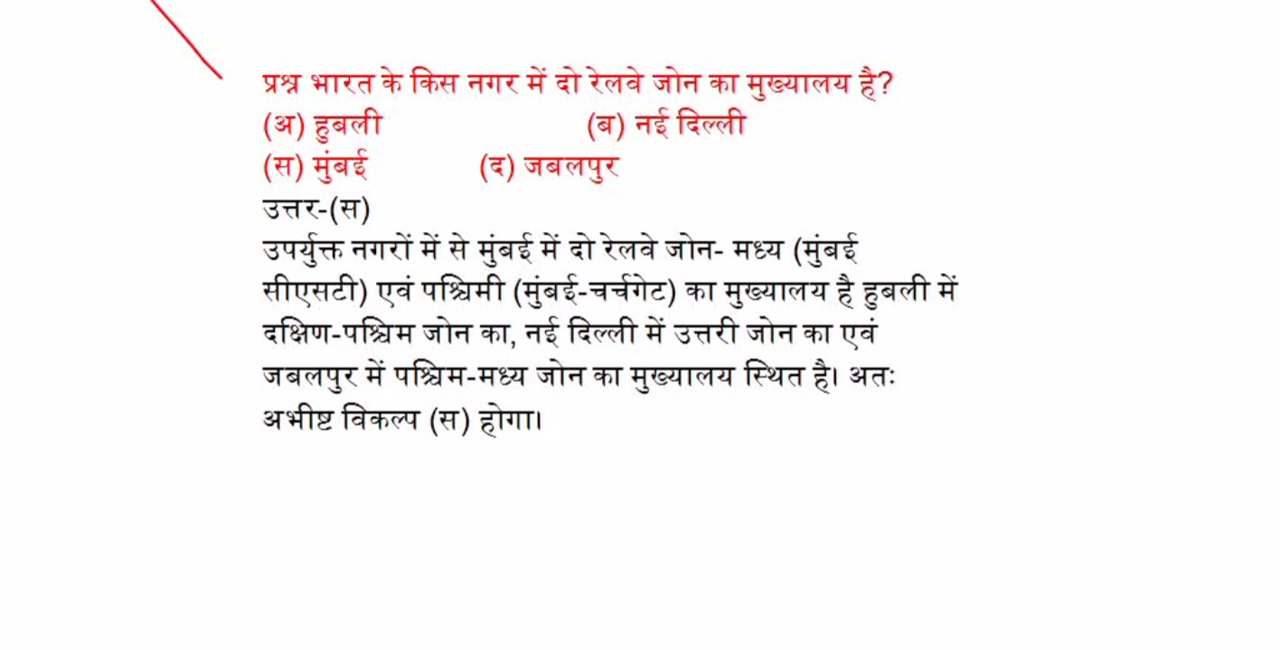 प्रश्न भारत के किस नगर में दो रेलवे जोन का मुख्यालय है?
(अ) हुबली (ब) नई दिल्ली
(स) मुंबई (द) जबलपुर
उत्तर-(स)
उपर्युक्त नगरों में से मुंबई में दो रेलवे जोन- मध्य (मुंबई
सीएसटी) एवं पश्चिमी (मुंबई-चर्चगेट) का मुख्यालय है हुबली में
दक्षिण-पश्चिम जोन का, नई दिल्ली में उत्तरी जोन का एवं
जबलपुर में पश्चिम-मध्य जोन का मुख्यालय स्थित है। अतः
अभीष्ट विकल्प (स) होगा।